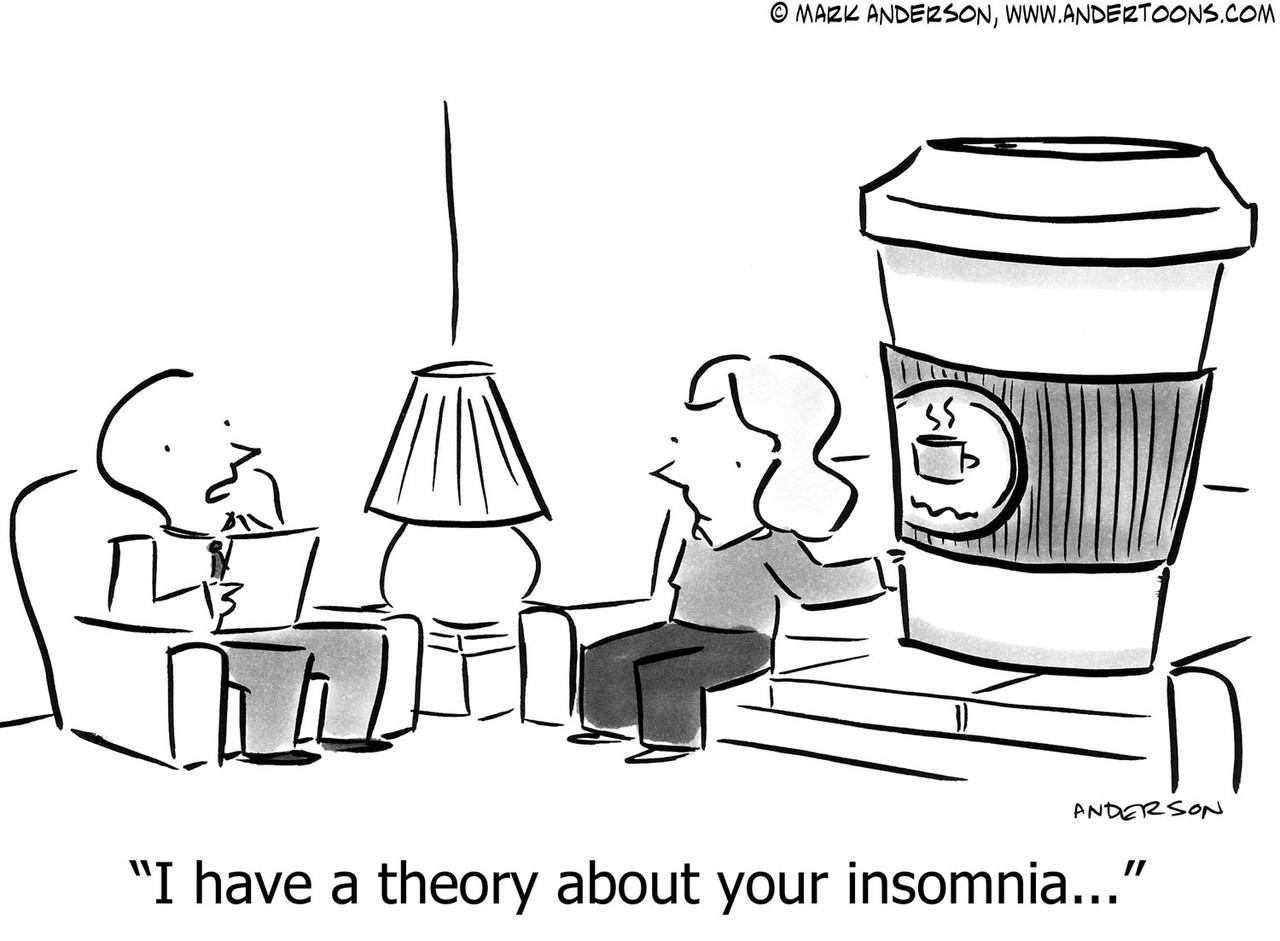 © MARK ANDERSON, WWW.ANDERTOONS.COM
ANDERSON
“I have a theory about your insomnia...”